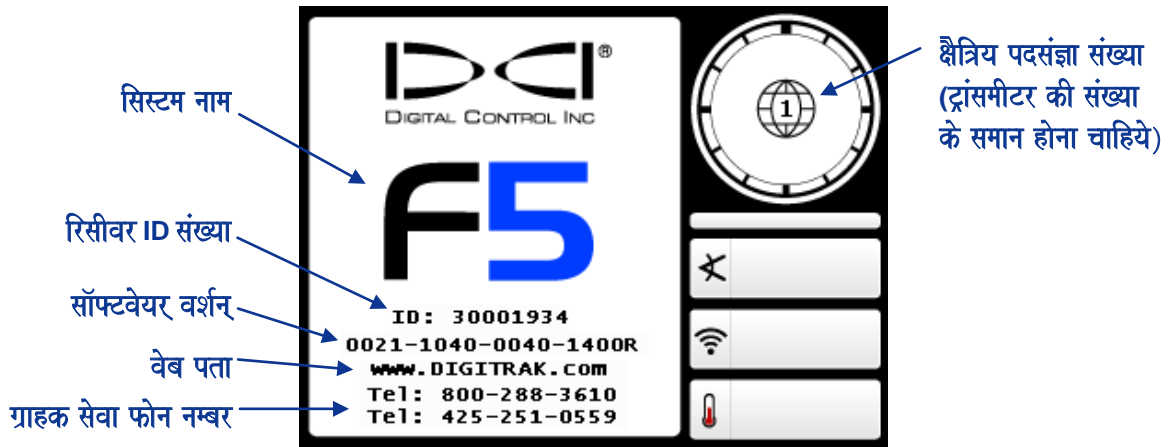 सिस्टम नाम
रिसीवर ID संख्या
सॉफ्टवेयर् वर्शन्
वेब पता
ग्राहक सेवा फोन नम्बर
DCI®
DIGITAL CONTROL INC
F5
ID: 30001934
0021-1040-0040-1400R
www.DIGITRAK.com
Tel: 800-288-3610
Tel: 425-251-0559
1
क्षैत्रिय पदसंज्ञा संख्या
(ट्रांसमीटर की संख्या
के समान होना चाहिये)